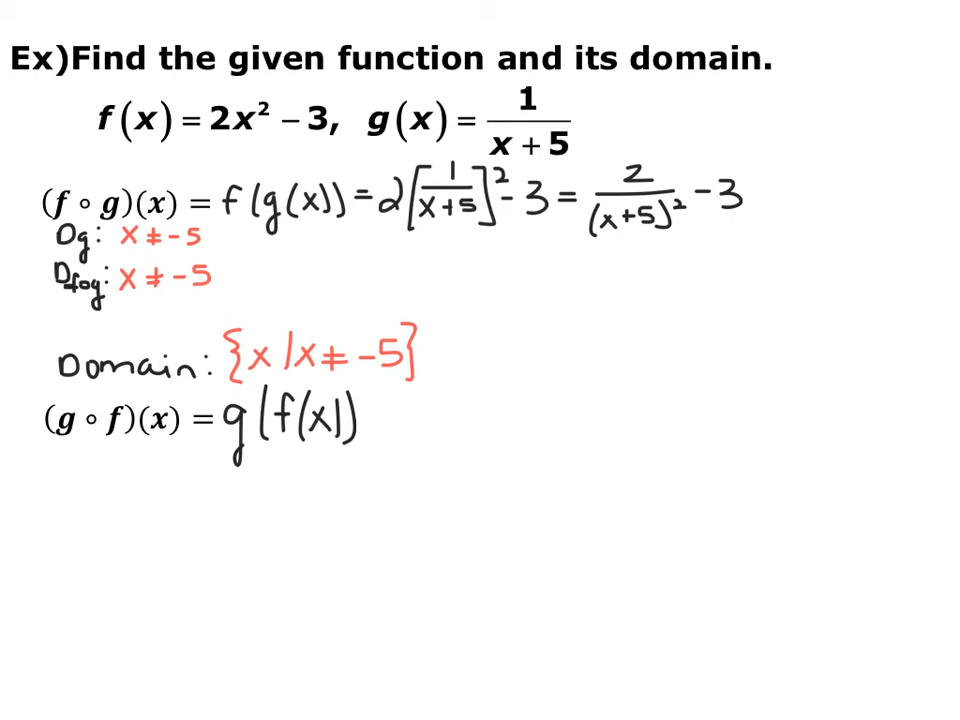 Ex)Find the given function and its domain.
f(x) = 2x² − 3, g(x) = 1/(x + 5)
(f ∘ g)(x) = f(g(x)) = 2[1/(x+5)]² - 3 = 2/(x+5)² - 3
Dg: x ≠ -5
Dfog: x ≠ -5
Domain: {x | x ≠ -5}
(g ∘ f)(x) = g(f(x))